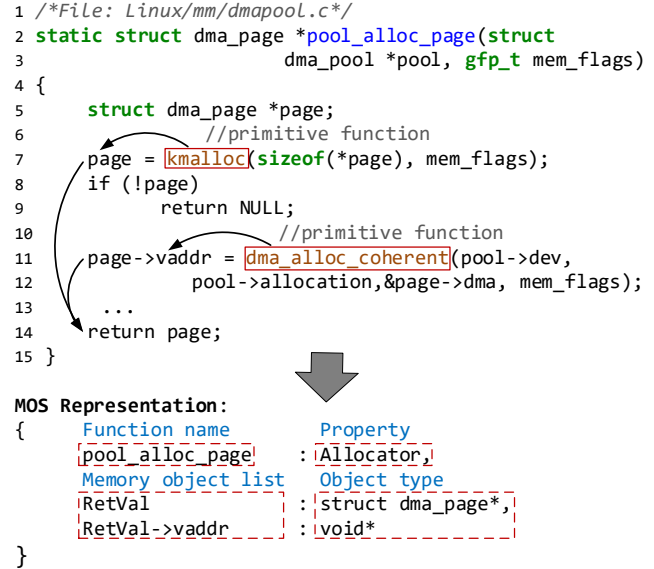 1 /*File: Linux/mm/dmapool.c*/
2 static struct dma_page *pool_alloc_page(struct
3 dma_pool *pool, gfp_t mem_flags)
4 {
5 struct dma_page *page;
6 //primitive function
7 page = kmalloc(sizeof(*page), mem_flags);
8 if (!page)
9 return NULL;
10 //primitive function
11 page->vaddr = dma_alloc_coherent(pool->dev,
12 pool->allocation,&page->dma, mem_flags);
13 ...
14 return page;
15 }
MOS Representation:
{ Function name Property
pool_alloc_page : Allocator,
Memory object list Object type
RetVal : struct dma_page*,
RetVal->vaddr : void*
}